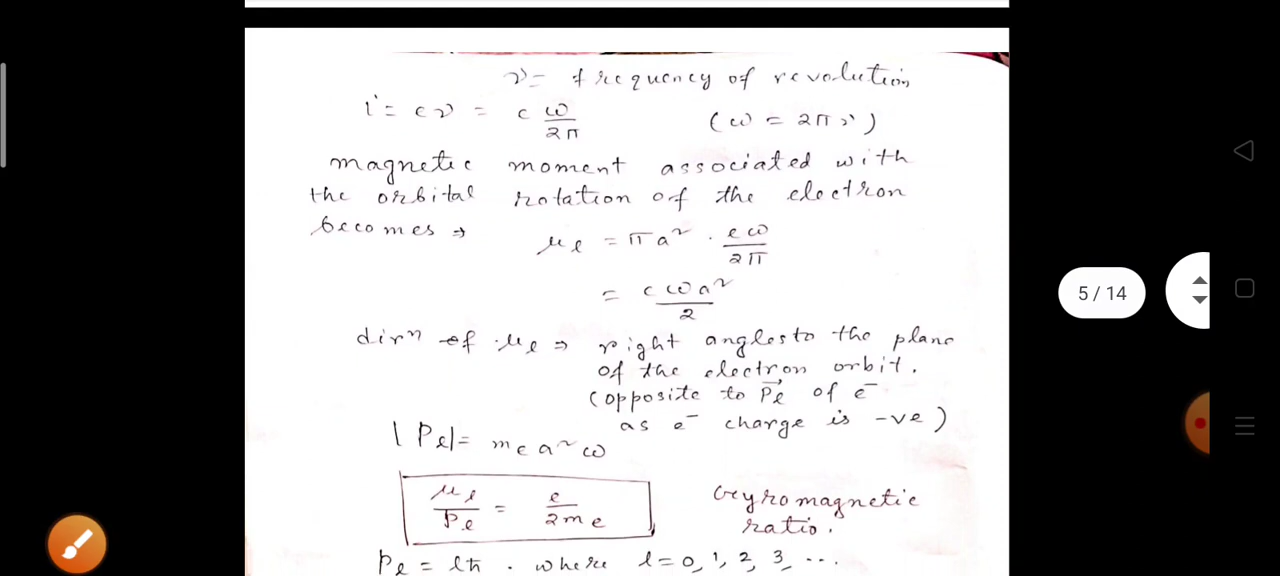 ν = frequency of revolution
i = eν = e ω/2π (ω = 2πν)
magnetic moment associated with
the orbital rotation of the electron
becomes ⇒ μl = πa² · eω/2π
= eωa²/2
dirn of μl ⇒ right angles to the plane
of the electron orbit.
(opposite to P⃗l of e⁻
as e⁻ charge is -ve)
|Pl| = me a² ω
μl/Pl = e/2me Gyromagnetic
ratio.
Pl = lħ. where l = 0, 1, 2, 3, ...
5 / 14